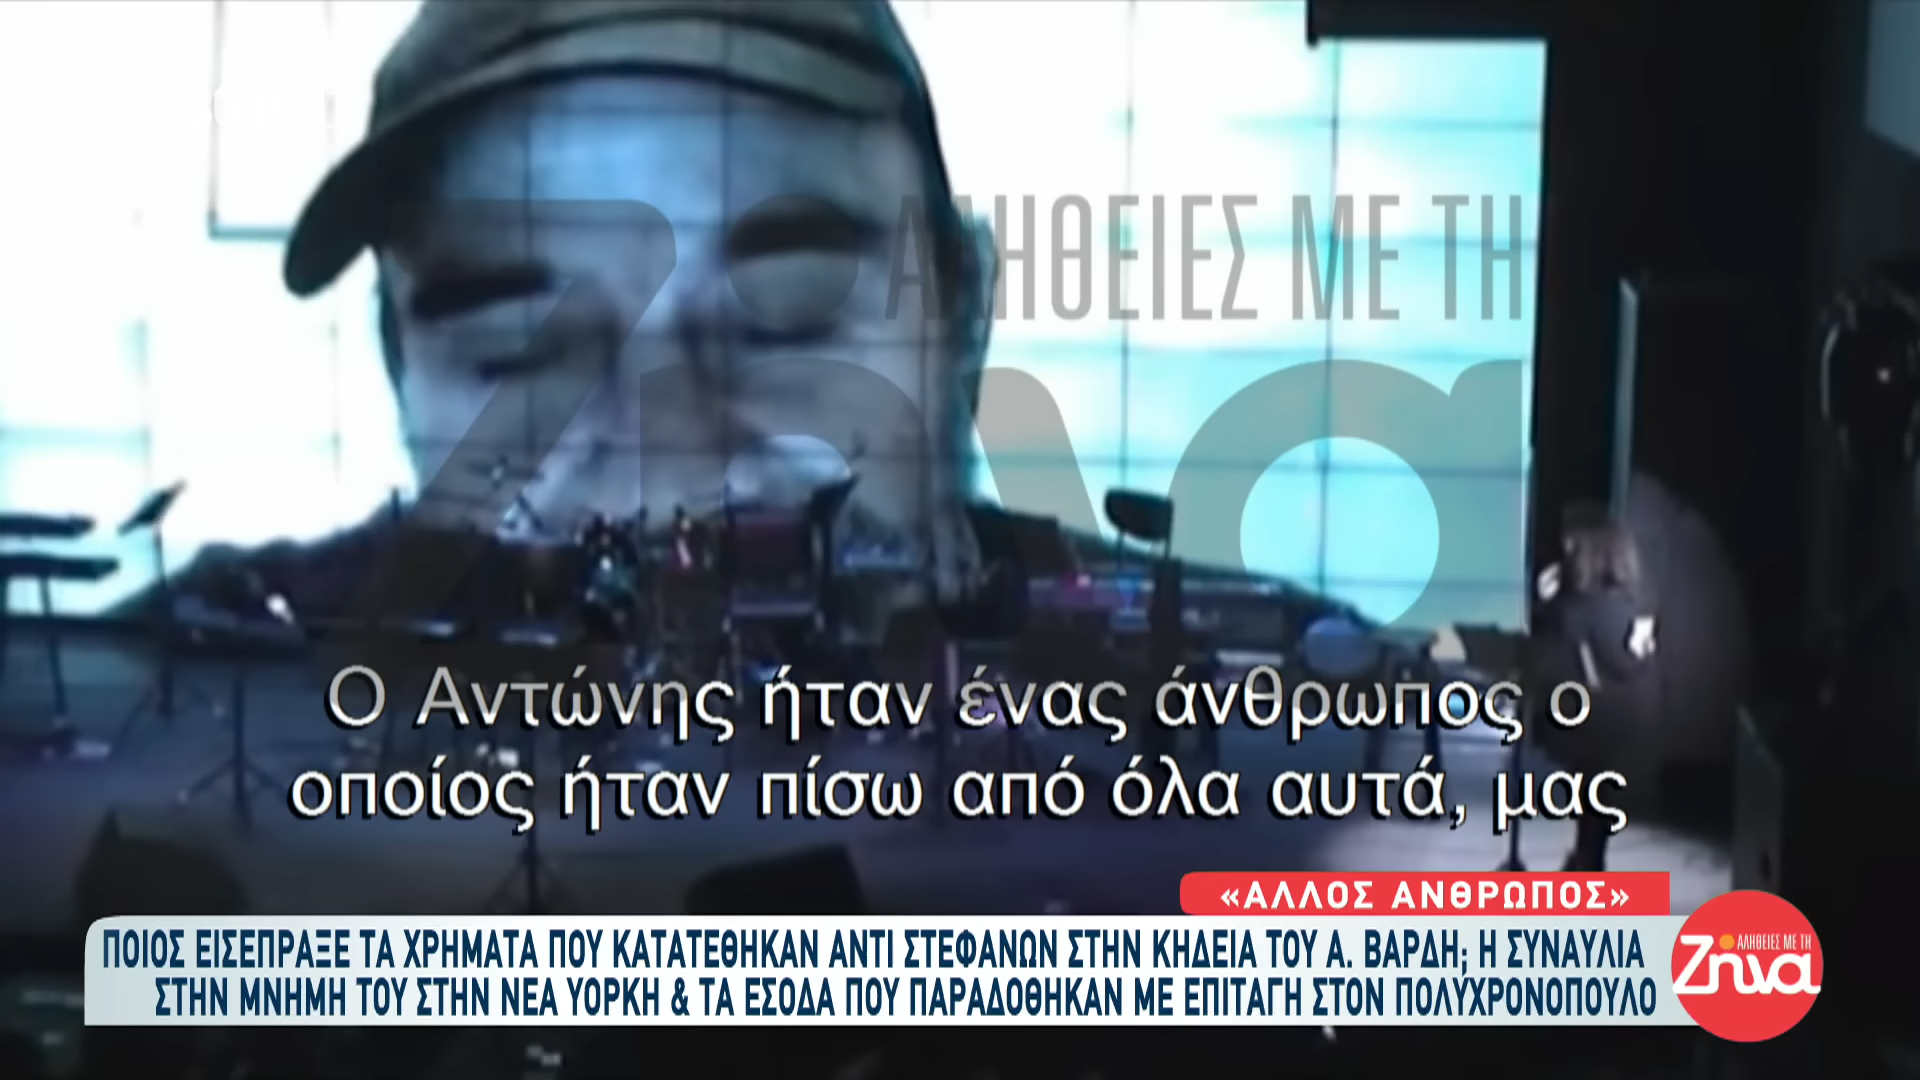 ΑΛΗΘΕΙΕΣ ΜΕ ΤΗ
Ζήνα
Ο Αντώνης ήταν ένας άνθρωπος ο
οποίος ήταν πίσω από όλα αυτά, μας
«ΑΛΛΟΣ ΑΝΘΡΩΠΟΣ»
ΠΟΙΟΣ ΕΙΣΕΠΡΑΞΕ ΤΑ ΧΡΗΜΑΤΑ ΠΟΥ ΚΑΤΑΤΕΘΗΚΑΝ ΑΝΤΙ ΣΤΕΦΑΝΩΝ ΣΤΗΝ ΚΗΔΕΙΑ ΤΟΥ Α. ΒΑΡΔΗ; Η ΣΥΝΑΥΛΙΑ
ΣΤΗΝ ΜΝΗΜΗ ΤΟΥ ΣΤΗΝ ΝΕΑ ΥΟΡΚΗ & ΤΑ ΕΣΟΔΑ ΠΟΥ ΠΑΡΑΔΟΘΗΚΑΝ ΜΕ ΕΠΙΤΑΓΗ ΣΤΟΝ ΠΟΛΥΧΡΟΝΟΠΟΥΛΟ
ΑΛΗΘΕΙΕΣ ΜΕ ΤΗ
Ζήνα